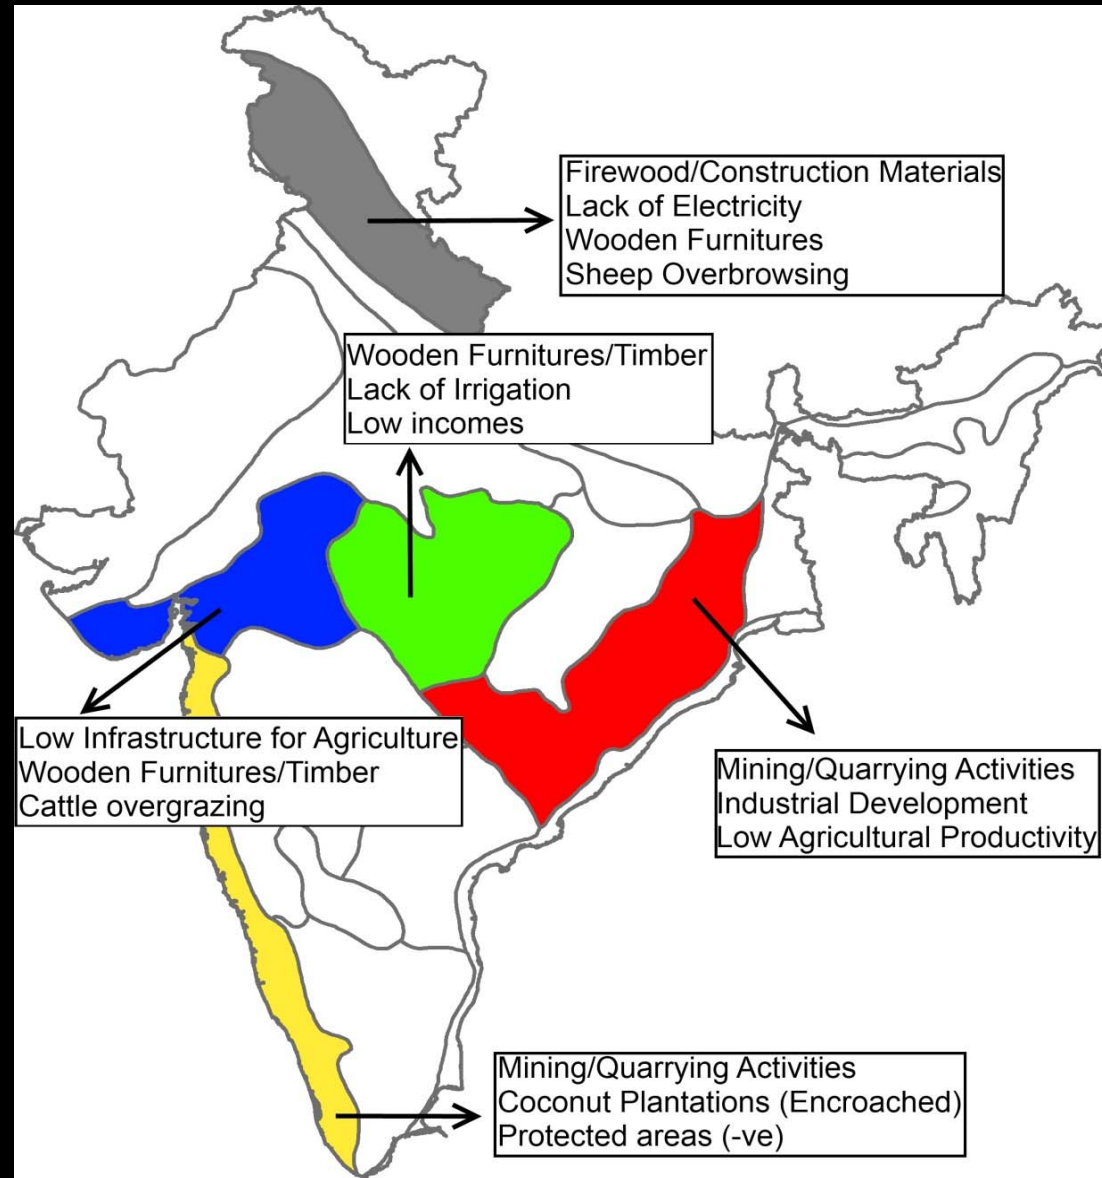 Firewood/Construction Materials
Lack of Electricity
Wooden Furnitures
Sheep Overbrowsing
Wooden Furnitures/Timber
Lack of Irrigation
Low incomes
Low Infrastructure for Agriculture
Wooden Furnitures/Timber
Cattle overgrazing
Mining/Quarrying Activities
Industrial Development
Low Agricultural Productivity
Mining/Quarrying Activities
Coconut Plantations (Encroached)
Protected areas (-ve)